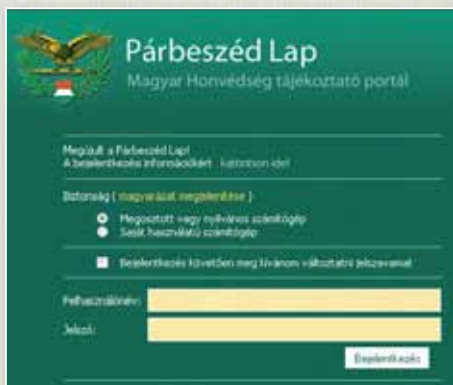 Párbeszéd Lap
Magyar Honvédség tájékoztató portál
Megújult a Párbeszéd Lap!
A bejelentkezési információkért kattintson ide!
Biztonság ( magyarázat megjelenítése )
Megosztott vagy nyilvános számítógép
Saját használatú számítógép
Bejelentkezés követően meg kívánom változtatni jelszavamat
Felhasználónév:
Jelszó:
Bejelentkezés